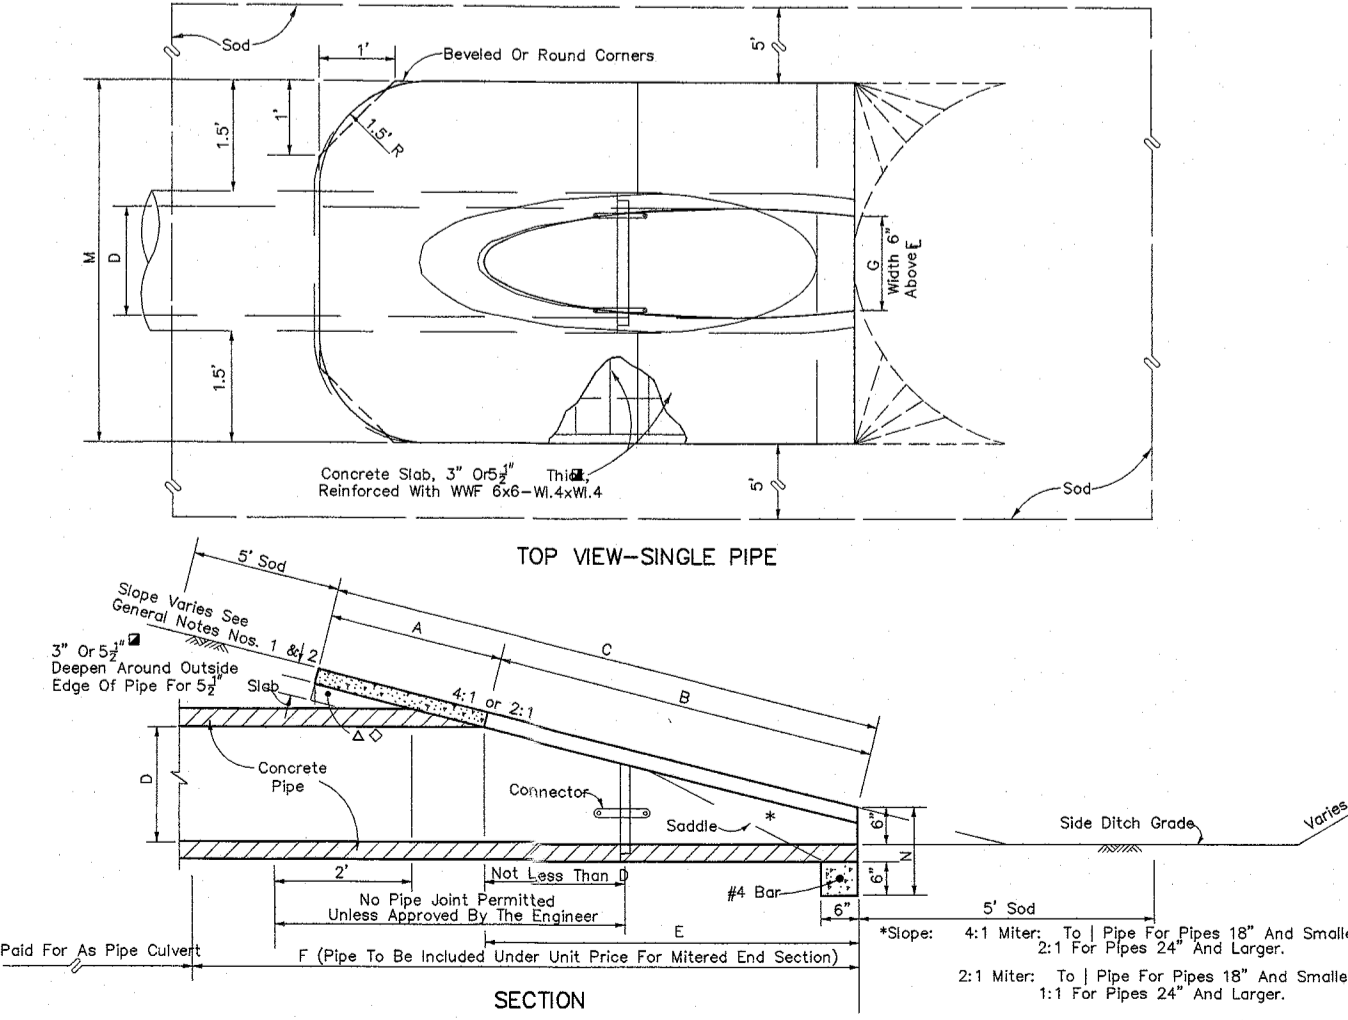 Sod
1'
Beveled Or Round Corners
5'
1.5'
1'
1.5' R
M
D
G
Width 6"
Above ℄
1.5'
Concrete Slab, 3" Or 5½" Thick,
Reinforced With WWF 6x6-W1.4xW1.4
5'
Sod
TOP VIEW-SINGLE PIPE
5' Sod
Slope Varies See
General Notes Nos. 1 & 2
3" Or 5½"
Deepen Around Outside
Edge Of Pipe For 5½"
Slab
A
C
B
4:1 or 2:1
△ ◇
D
Concrete
Pipe
Connector
Saddle
*
6"
N
Side Ditch Grade
Varies
2'
Not Less Than D
#4 Bar
6"
No Pipe Joint Permitted
Unless Approved By The Engineer
6"
5' Sod
E
Paid For As Pipe Culvert
F (Pipe To Be Included Under Unit Price For Mitered End Section)
*Slope: 4:1 Miter: To | Pipe For Pipes 18" And Smalle
2:1 For Pipes 24" And Larger.
2:1 Miter: To | Pipe For Pipes 18" And Smalle
1:1 For Pipes 24" And Larger.
SECTION